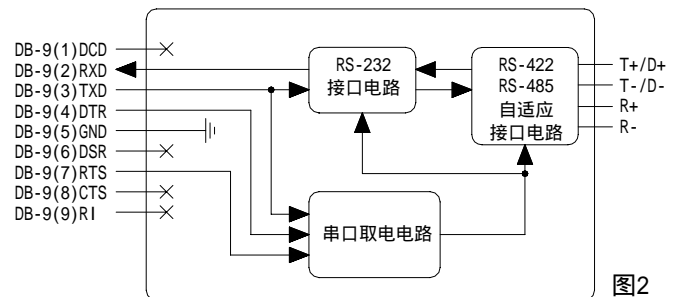 DB-9(1)DCD
DB-9(2)RXD
DB-9(3)TXD
DB-9(4)DTR
DB-9(5)GND
DB-9(6)DSR
DB-9(7)RTS
DB-9(8)CTS
DB-9(9)RI
RS-232
接口电路
RS-422
RS-485
自适应
接口电路
T+/D+
T-/D-
R+
R-
串口取电电路
图2